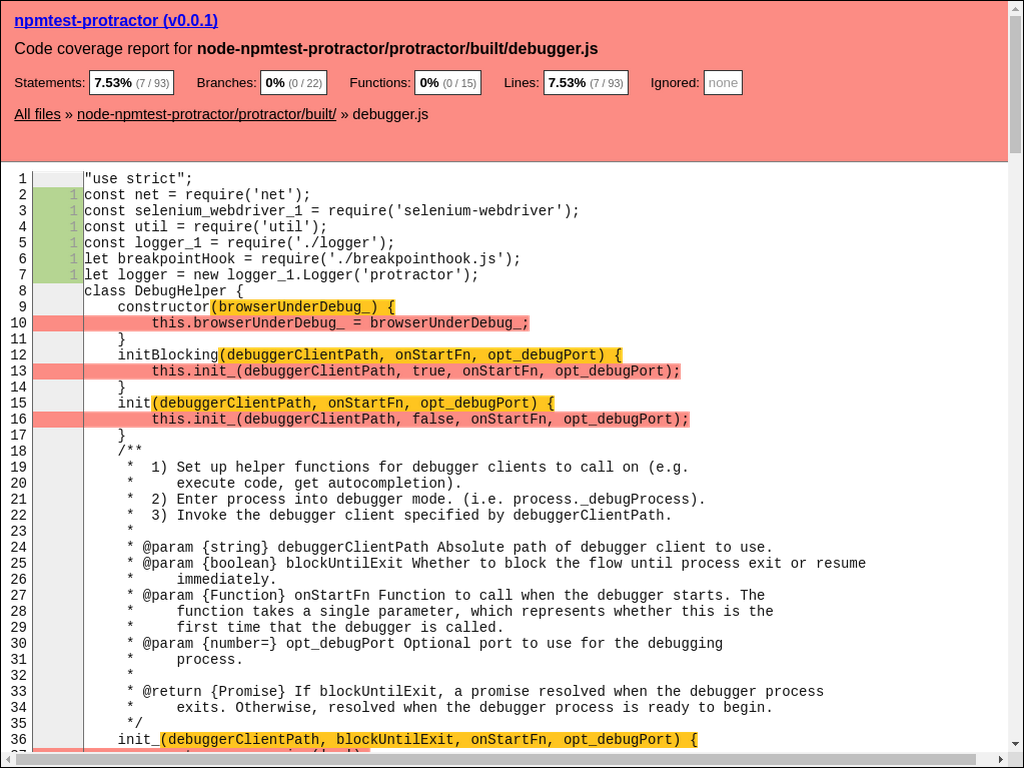 npmtest-protractor (v0.0.1)
Code coverage report for node-npmtest-protractor/protractor/built/debugger.js
Statements: 7.53% (7 / 93) Branches: 0% (0 / 22) Functions: 0% (0 / 15) Lines: 7.53% (7 / 93) Ignored: none
All files » node-npmtest-protractor/protractor/built/ » debugger.js
1 "use strict";
2 1 const net = require('net');
3 1 const selenium_webdriver_1 = require('selenium-webdriver');
4 1 const util = require('util');
5 1 const logger_1 = require('./logger');
6 1 let breakpointHook = require('./breakpointhook.js');
7 1 let logger = new logger_1.Logger('protractor');
8 class DebugHelper {
9 constructor(browserUnderDebug_) {
10 this.browserUnderDebug_ = browserUnderDebug_;
11 }
12 initBlocking(debuggerClientPath, onStartFn, opt_debugPort) {
13 this.init_(debuggerClientPath, true, onStartFn, opt_debugPort);
14 }
15 init(debuggerClientPath, onStartFn, opt_debugPort) {
16 this.init_(debuggerClientPath, false, onStartFn, opt_debugPort);
17 }
18 /**
19 * 1) Set up helper functions for debugger clients to call on (e.g.
20 * execute code, get autocompletion).
21 * 2) Enter process into debugger mode. (i.e. process._debugProcess).
22 * 3) Invoke the debugger client specified by debuggerClientPath.
23 *
24 * @param {string} debuggerClientPath Absolute path of debugger client to use.
25 * @param {boolean} blockUntilExit Whether to block the flow until process exit or resume
26 * immediately.
27 * @param {Function} onStartFn Function to call when the debugger starts. The
28 * function takes a single parameter, which represents whether this is the
29 * first time that the debugger is called.
30 * @param {number=} opt_debugPort Optional port to use for the debugging
31 * process.
32 *
33 * @return {Promise} If blockUntilExit, a promise resolved when the debugger process
34 * exits. Otherwise, resolved when the debugger process is ready to begin.
35 */
36 init_(debuggerClientPath, blockUntilExit, onStartFn, opt_debugPort) {